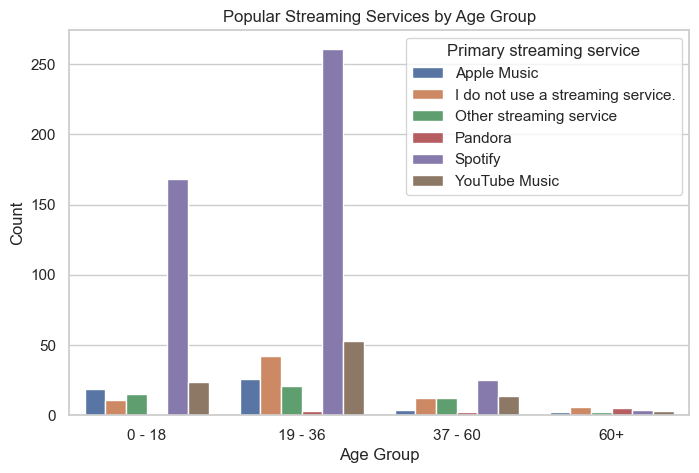 Popular Streaming Services by Age Group
Primary streaming service
Apple Music
I do not use a streaming service.
Other streaming service
Pandora
Spotify
YouTube Music
Count
250
200
150
100
50
0
0 - 18
19 - 36
37 - 60
60+
Age Group